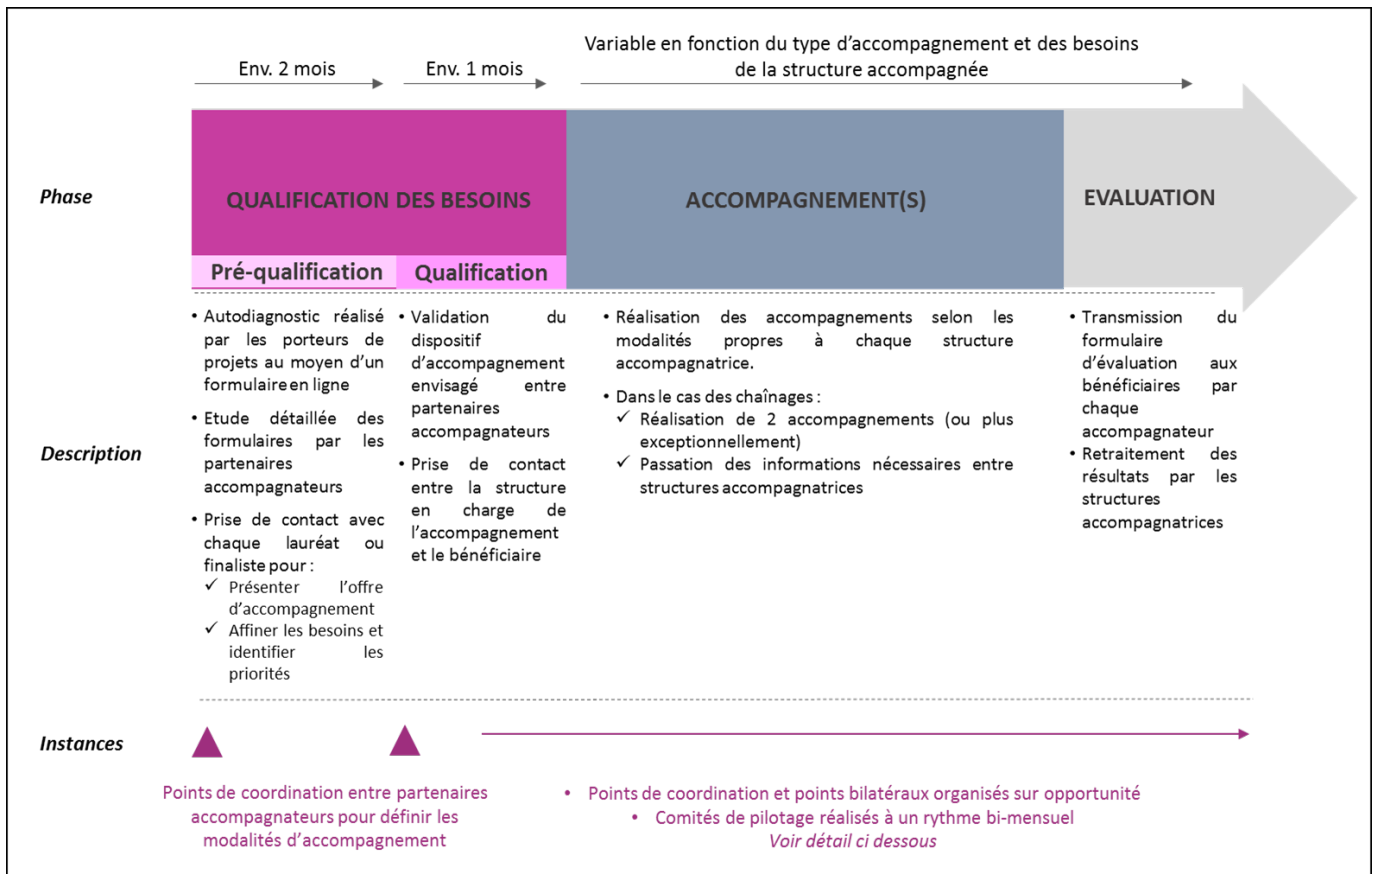 Env. 2 mois
Env. 1 mois
Variable en fonction du type d’accompagnement et des besoins
de la structure accompagnée
Phase
QUALIFICATION DES BESOINS
ACCOMPAGNEMENT(S)
EVALUATION
Pré-qualification
Qualification
Description
• Autodiagnostic réalisé
par les porteurs de
projets au moyen d’un
formulaire en ligne
• Etude détaillée des
formulaires par les
partenaires
accompagnateurs
• Prise de contact avec
chaque lauréat ou
finaliste pour :
✓ Présenter l’offre
d’accompagnement
✓ Affiner les besoins et
identifier les
priorités
• Validation du
dispositif
d’accompagnement
envisagé entre
partenaires
accompagnateurs
• Prise de contact
entre la structure
en charge de
l’accompagnement
et le bénéficiaire
• Réalisation des accompagnements selon les
modalités propres à chaque structure
accompagnatrice.
• Dans le cas des chaînages :
✓ Réalisation de 2 accompagnements (ou plus
exceptionnellement)
✓ Passation des informations nécessaires entre
structures accompagnatrices
• Transmission du
formulaire
d’évaluation aux
bénéficiaires par
chaque
accompagnateur
• Retraitement des
résultats par les
structures
accompagnatrices
Instances
Points de coordination entre partenaires
accompagnateurs pour définir les
modalités d’accompagnement
• Points de coordination et points bilatéraux organisés sur opportunité
• Comités de pilotage réalisés à un rythme bi-mensuel
Voir détail ci dessous